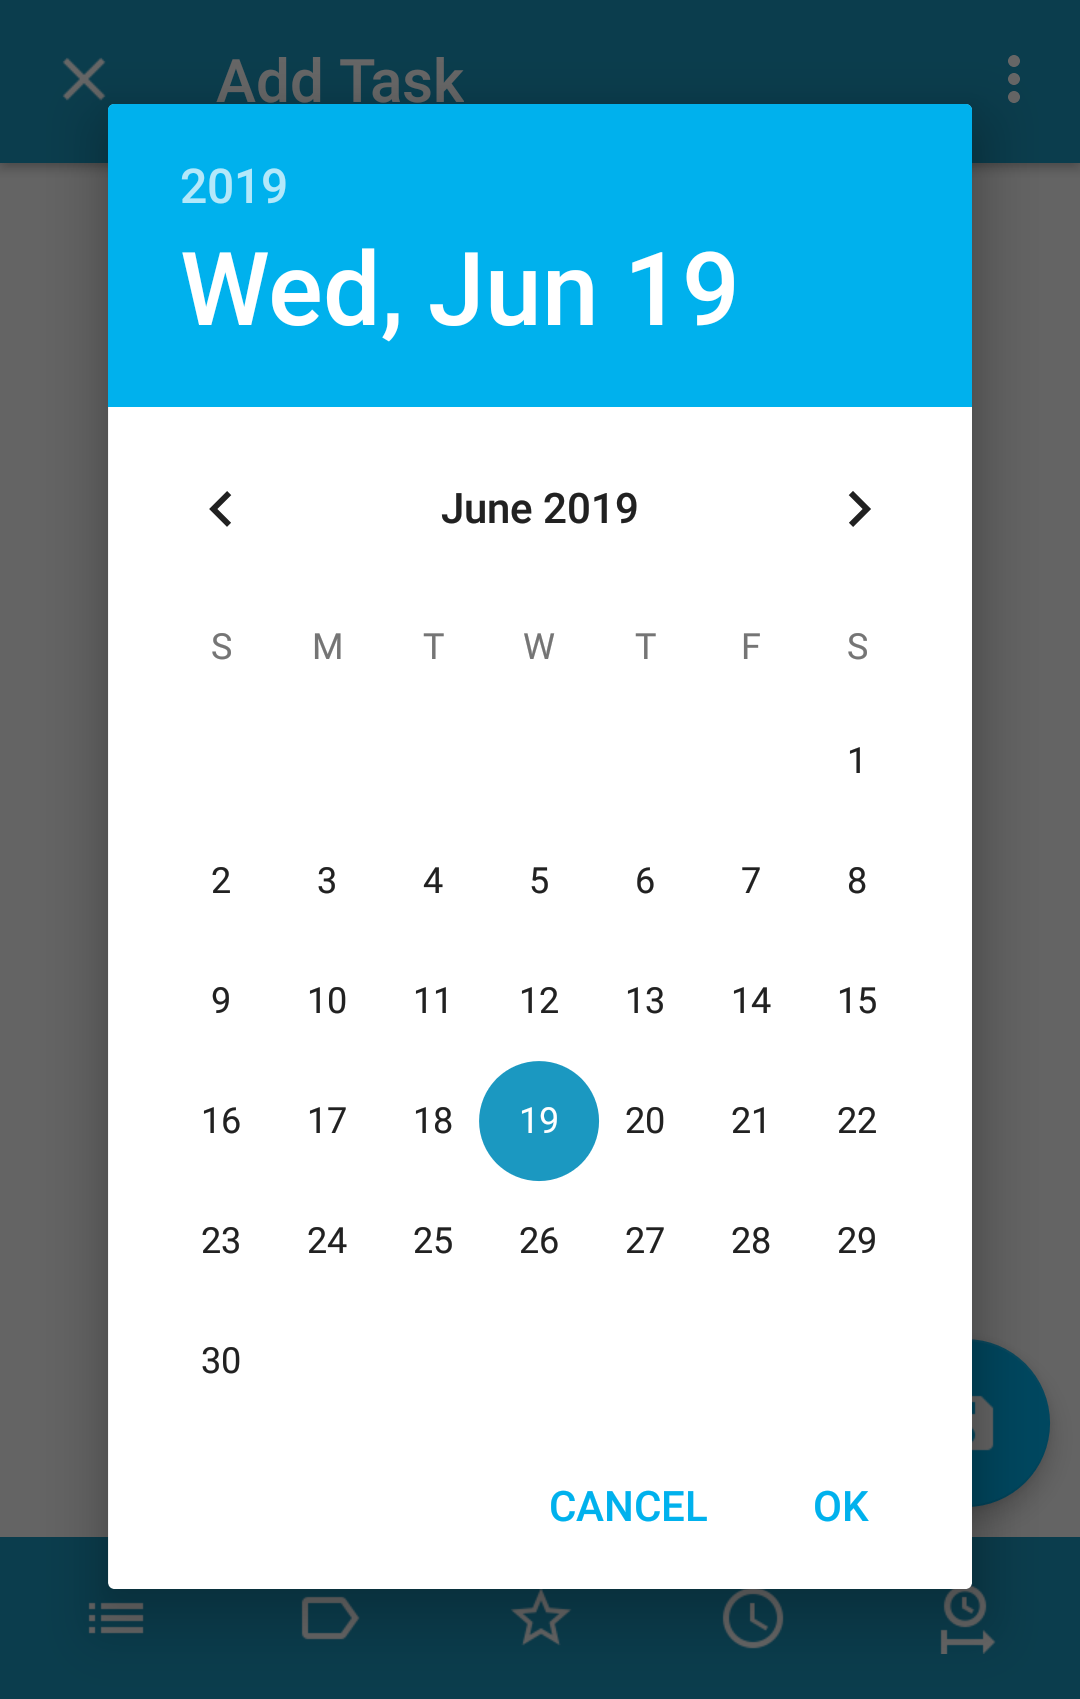 Add Task
2019
Wed, Jun 19
June 2019
S M T W T F S
1
2 3 4 5 6 7 8
9 10 11 12 13 14 15
16 17 18 19 20 21 22
23 24 25 26 27 28 29
30
CANCEL OK